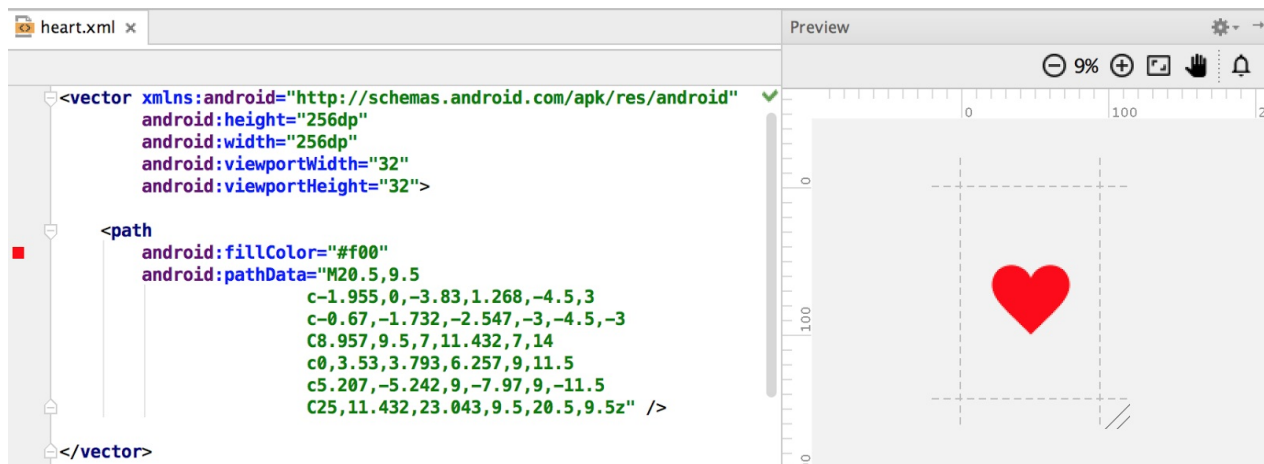 heart.xml
Preview
9%
<vector xmlns:android="http://schemas.android.com/apk/res/android"
android:height="256dp"
android:width="256dp"
android:viewportWidth="32"
android:viewportHeight="32">
<path
android:fillColor="#f00"
android:pathData="M20.5,9.5
c-1.955,0,-3.83,1.268,-4.5,3
c-0.67,-1.732,-2.547,-3,-4.5,-3
C8.957,9.5,7,11.432,7,14
c0,3.53,3.793,6.257,9,11.5
c5.207,-5.242,9,-7.97,9,-11.5
C25,11.432,23.043,9.5,20.5,9.5z" />
</vector>
0
100
0
100